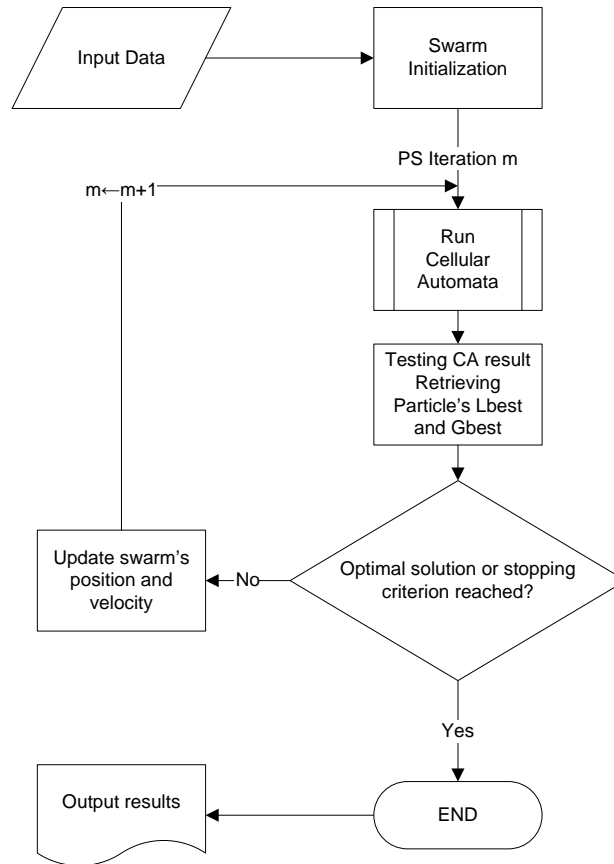 Input Data
Swarm
Initialization
PS Iteration m
m←m+1
Run
Cellular
Automata
Testing CA result
Retrieving
Particle's Lbest
and Gbest
Optimal solution or stopping
criterion reached?
No
Update swarm's
position and
velocity
Yes
END
Output results